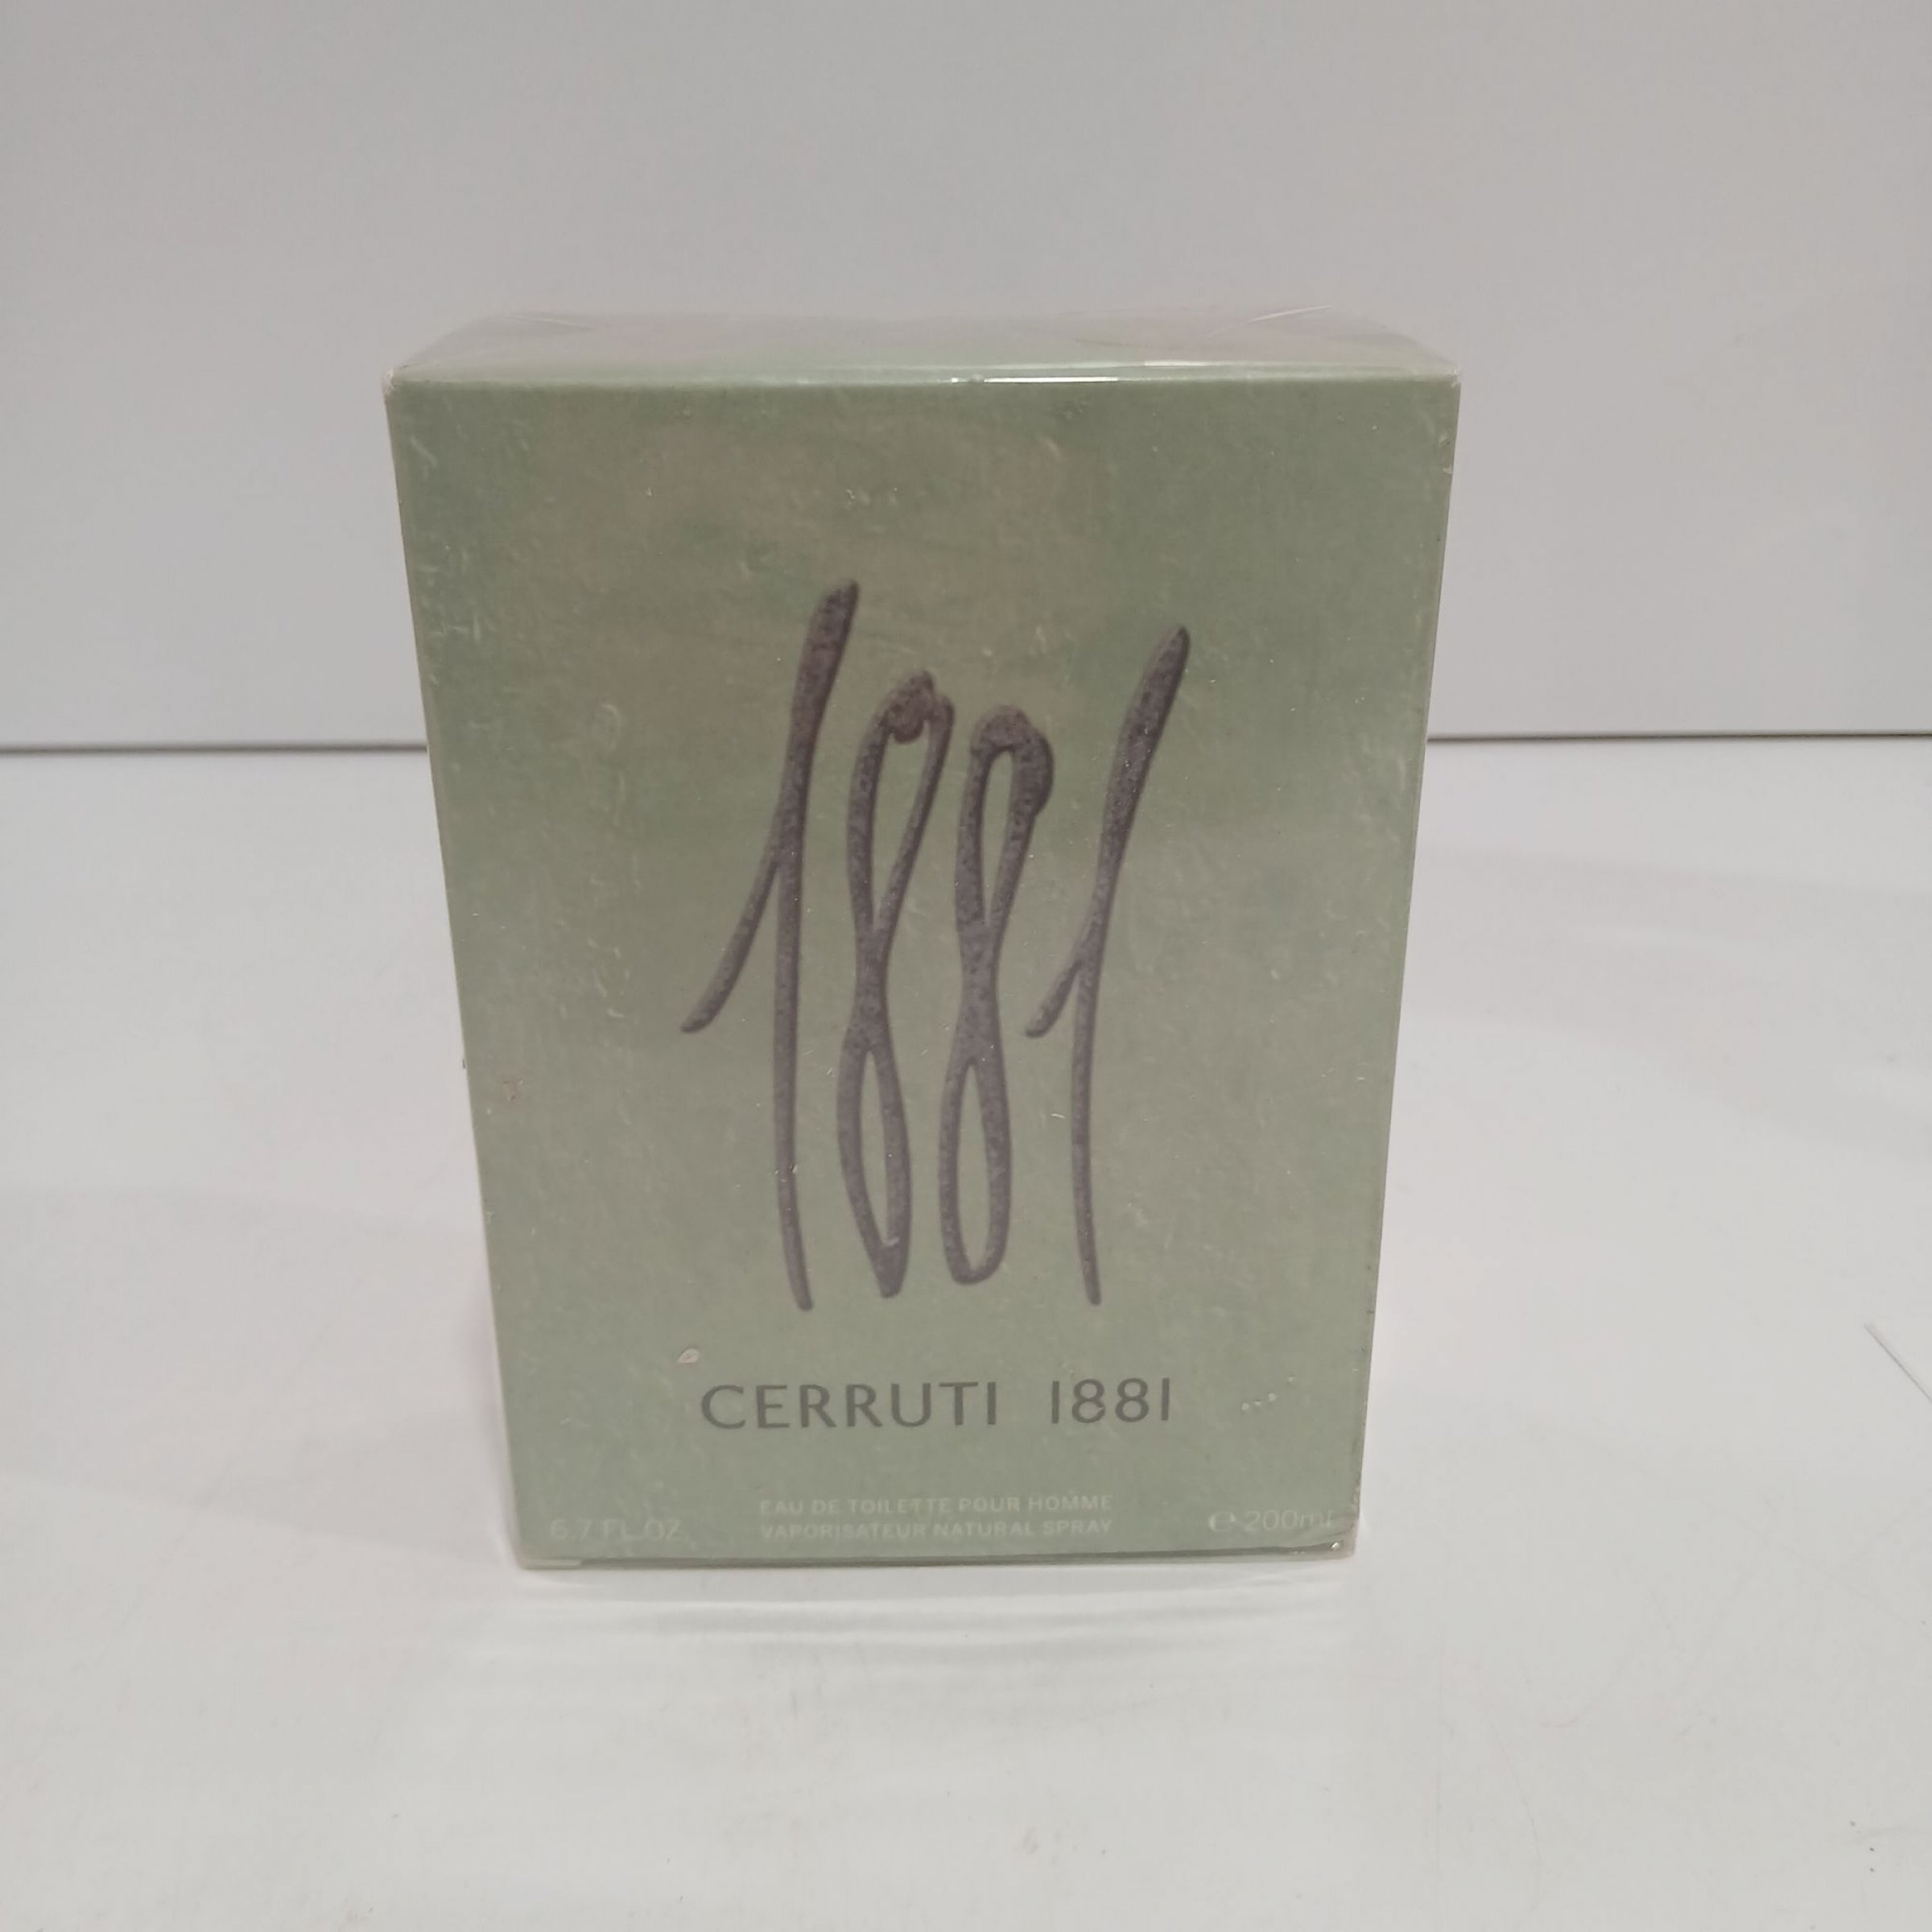 1881
CERRUTI 1881
EAU DE TOILETTE POUR HOMME
6.7 FL.OZ VAPORISATEUR NATURAL SPRAY ℮ 200ml